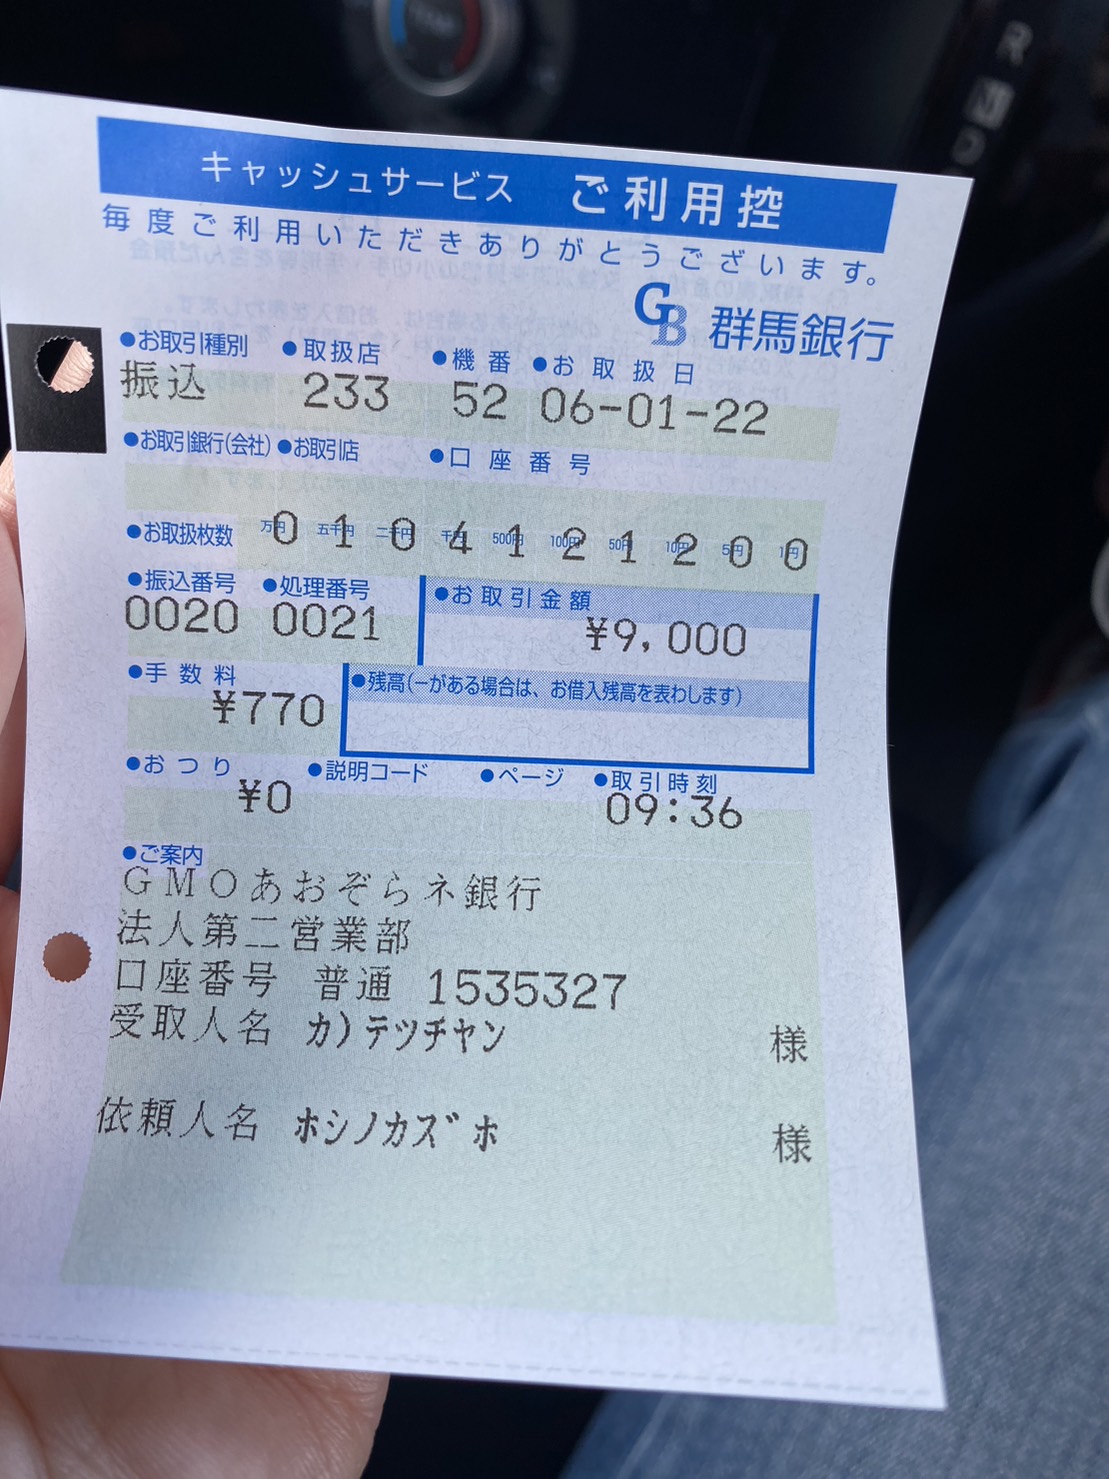 キャッシュサービス ご利用控
毎度ご利用いただきありがとうございます。
GB 群馬銀行
●お取引種別 ●取扱店 ●機番 ●お取扱日
振込 233 52 06-01-22
●お取引銀行(会社) ●お取引店 ●口座番号
●お取扱枚数 万円 五千円 二千円 千円 500円 100円 50円 10円 5円 1円
0 1 0 4 1 2 1 2 0 0
●振込番号 ●処理番号 ●お取引金額
0020 0021 ¥9,000
●手数料 ●残高(-がある場合は、お借入残高を表わします)
¥770
●おつり ●説明コード ●ページ ●取引時刻
¥0 09:36
●ご案内
GMOあおぞらネ銀行
法人第二営業部
口座番号 普通 1535327
受取人名 カ)テツチヤン 様
依頼人名 ホシノカズホ 様
R
N
D